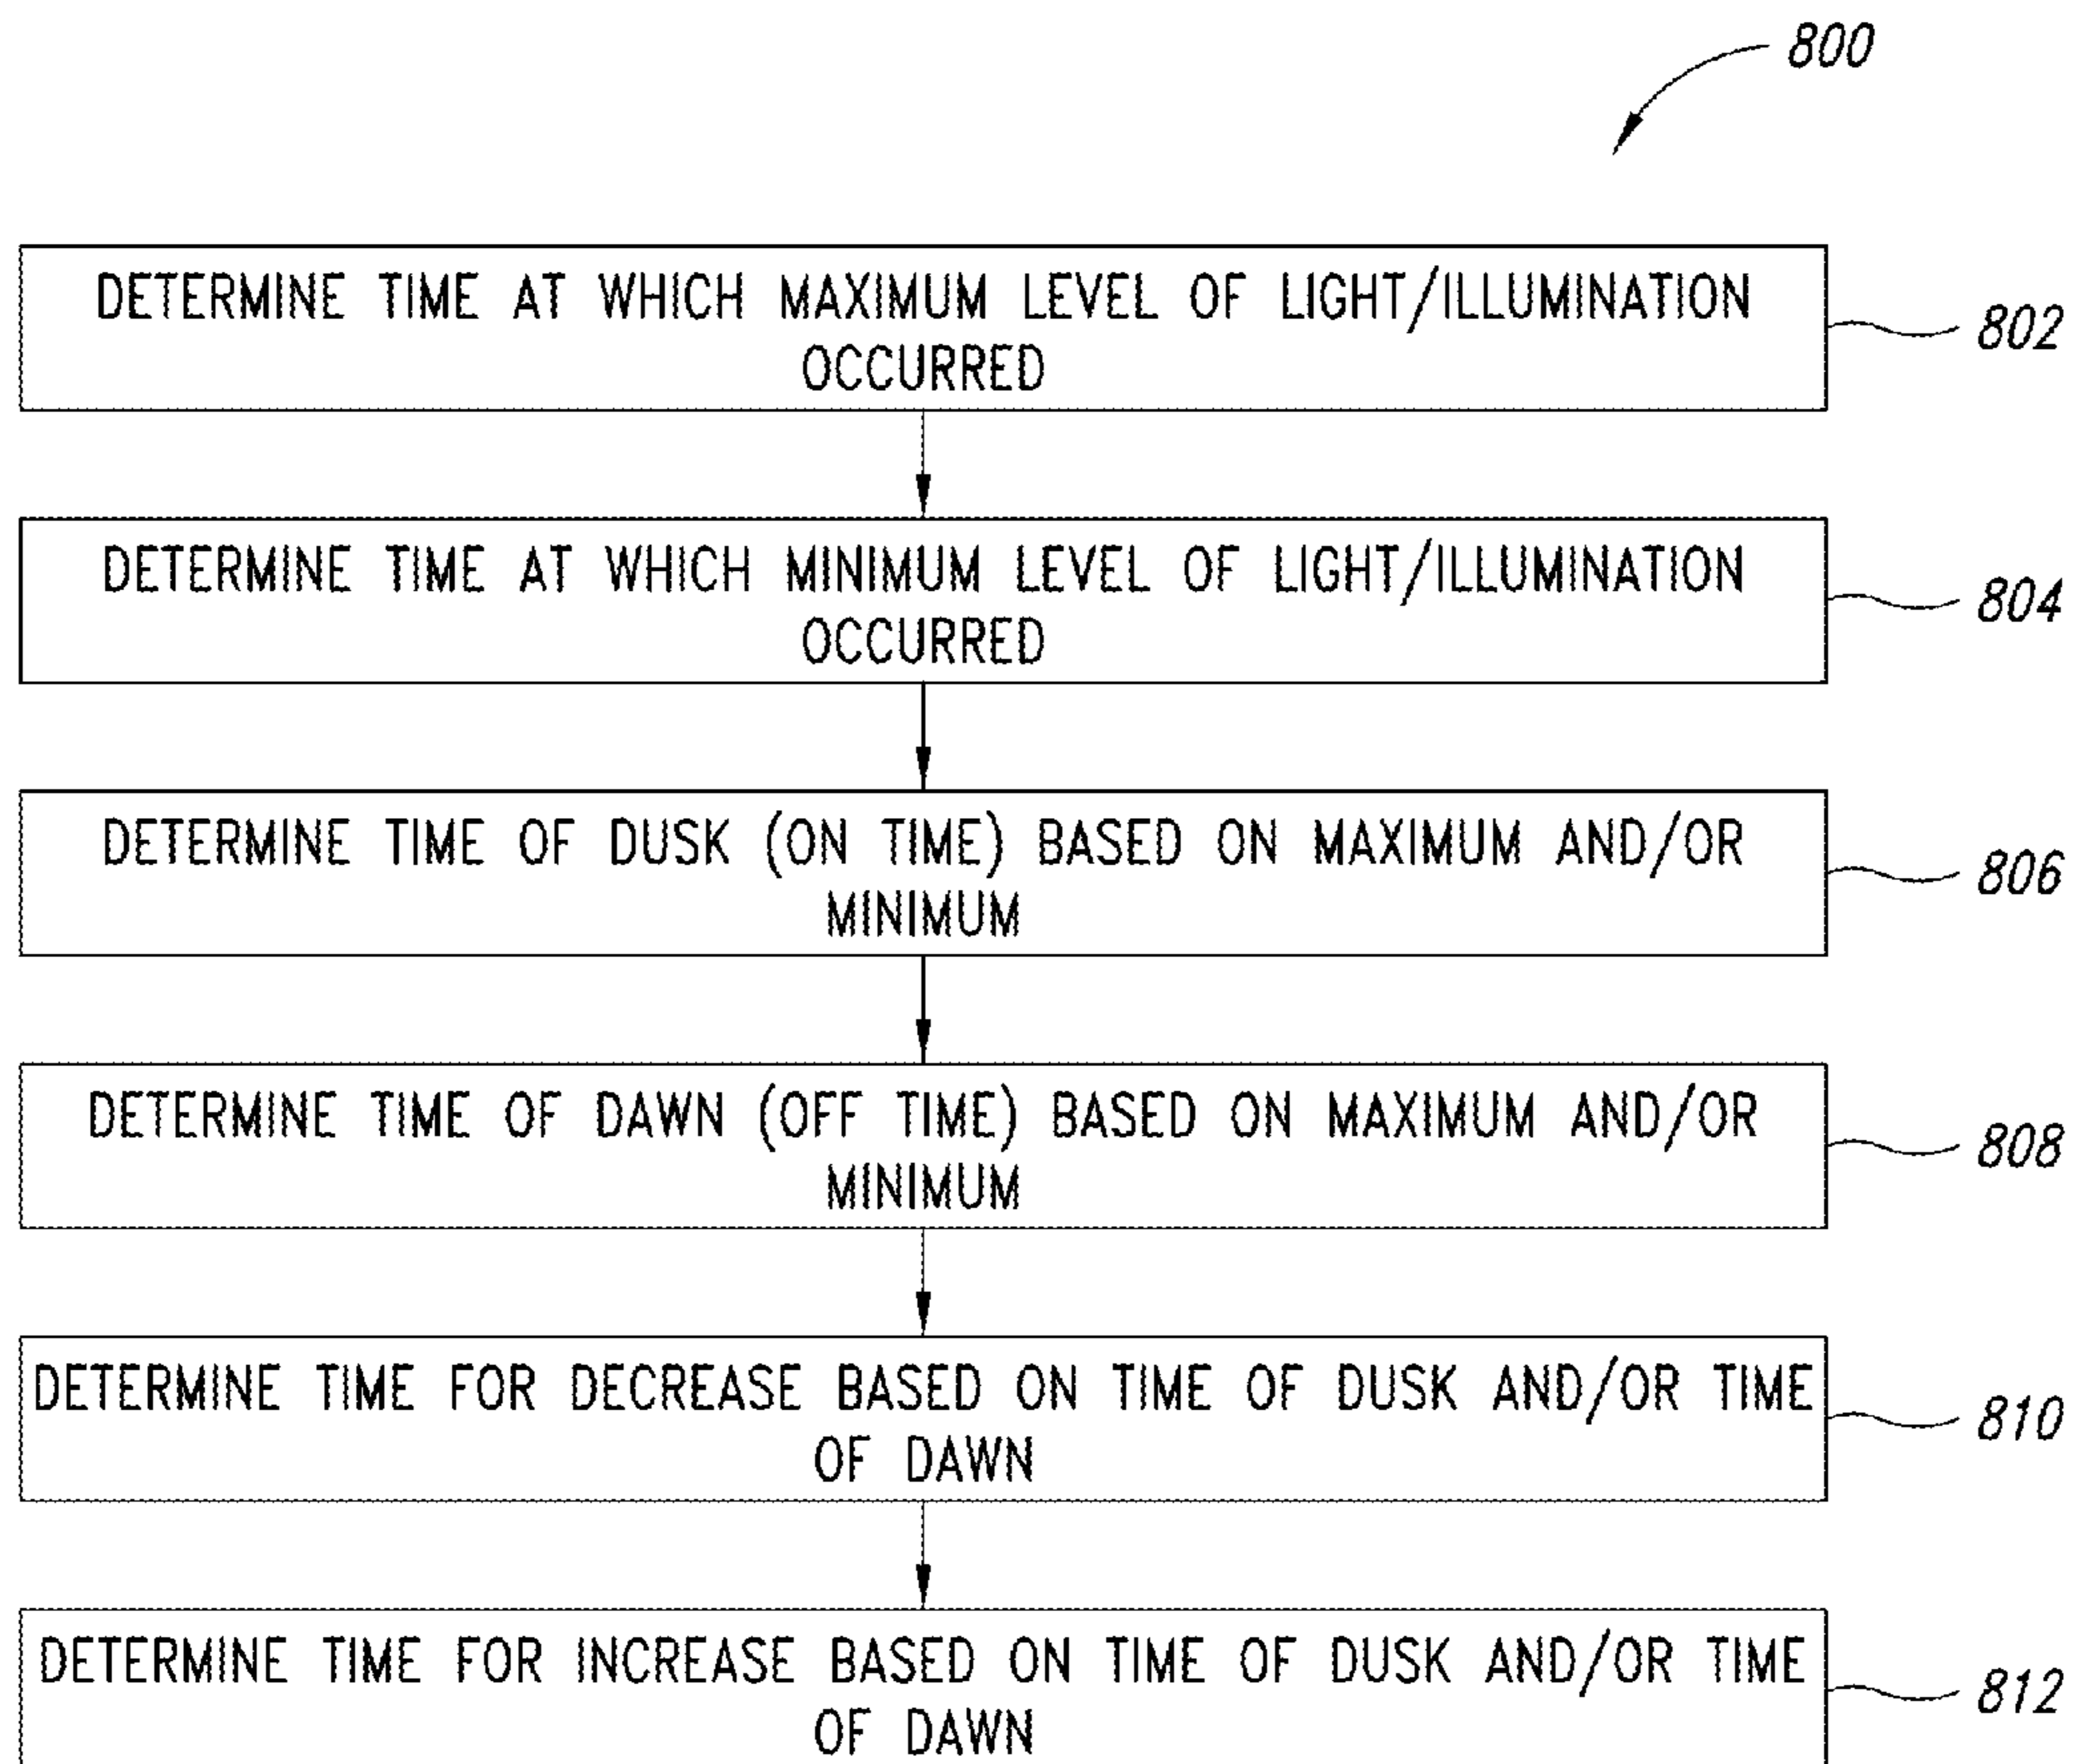 800
DETERMINE TIME AT WHICH MAXIMUM LEVEL OF LIGHT/ILLUMINATION
OCCURRED
802
DETERMINE TIME AT WHICH MINIMUM LEVEL OF LIGHT/ILLUMINATION
OCCURRED
804
DETERMINE TIME OF DUSK (ON TIME) BASED ON MAXIMUM AND/OR
MINIMUM
806
DETERMINE TIME OF DAWN (OFF TIME) BASED ON MAXIMUM AND/OR
MINIMUM
808
DETERMINE TIME FOR DECREASE BASED ON TIME OF DUSK AND/OR TIME
OF DAWN
810
DETERMINE TIME FOR INCREASE BASED ON TIME OF DUSK AND/OR TIME
OF DAWN
812